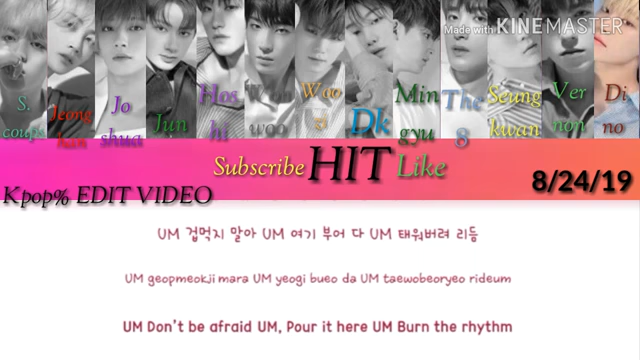 Made with KINEMASTER
S. coups
Jeong han
Jo shua
Jun
Hos hi
Won woo
Woo zi
Dk
Min gyu
The 8
Seung kwan
Ver non
Di no
Subscribe HIT Like
Kpop% EDIT VIDEO
8/24/19
UM 겁먹지 말아 UM 여기 부어 다 UM 태워버려 리듬
UM geopmeokji mara UM yeogi bueo da UM taewobeoryeo rideum
UM Don't be afraid UM, Pour it here UM Burn the rhythm